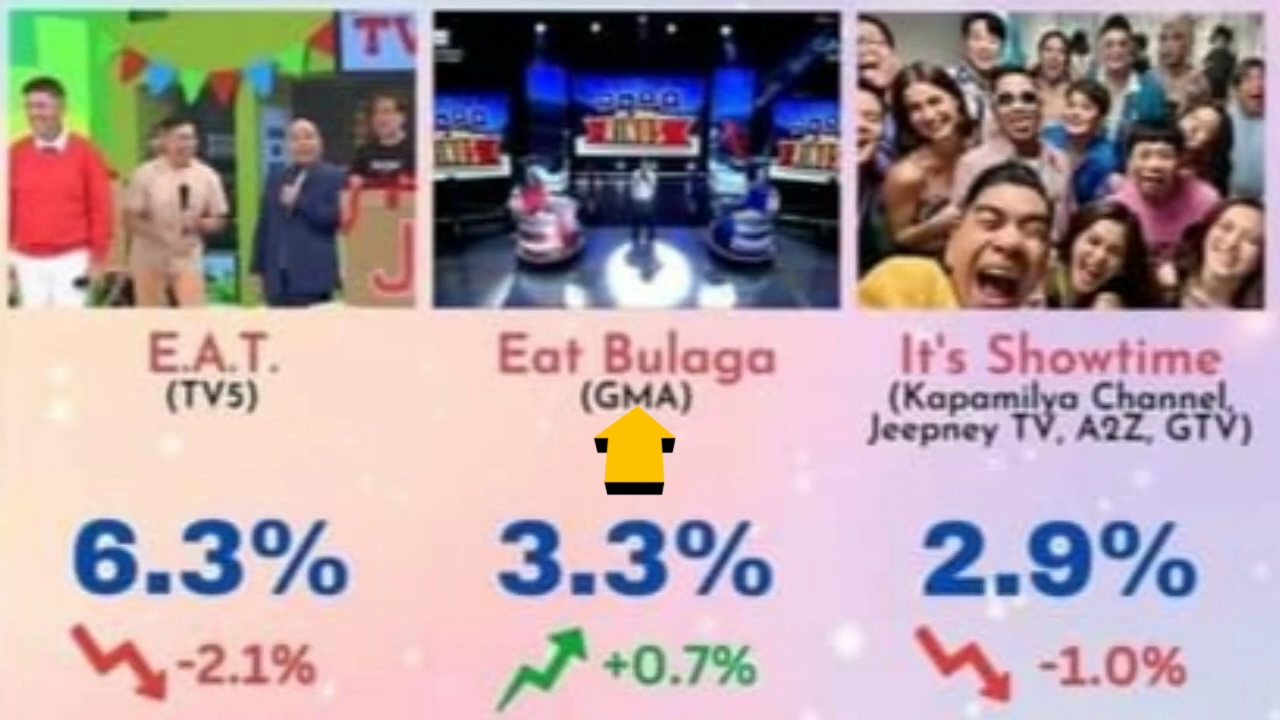 TV
J
E.A.T.
(TV5)
6.3%
-2.1%
Eat Bulaga
(GMA)
3.3%
+0.7%
It's Showtime
(Kapamilya Channel,
Jeepney TV, A2Z, GTV)
2.9%
-1.0%